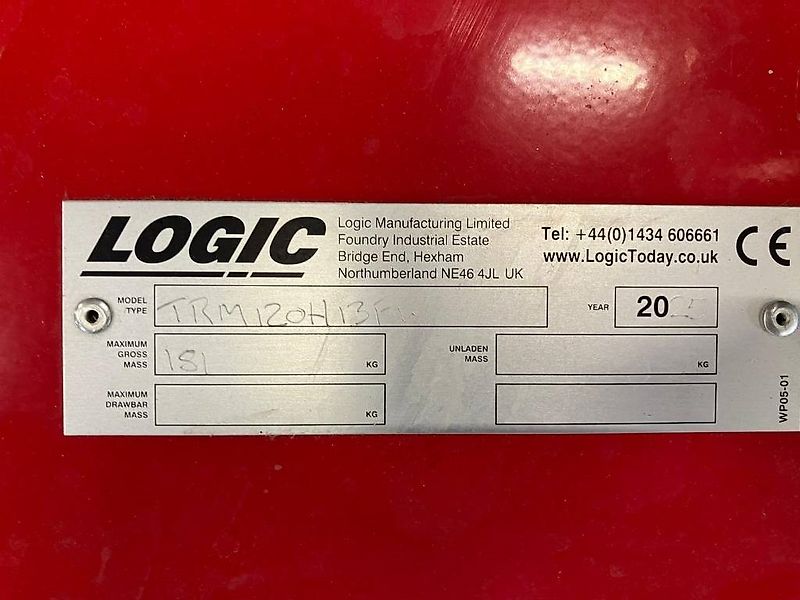 LOGIC
Logic Manufacturing Limited
Foundry Industrial Estate
Bridge End, Hexham
Northumberland NE46 4JL UK
Tel: +44(0)1434 606661
www.LogicToday.co.uk
CE
MODEL
TYPE
YEAR
20
MAXIMUM
GROSS
MASS
181
KG
UNLADEN
MASS
KG
MAXIMUM
DRAWBAR
MASS
KG
WP05-01